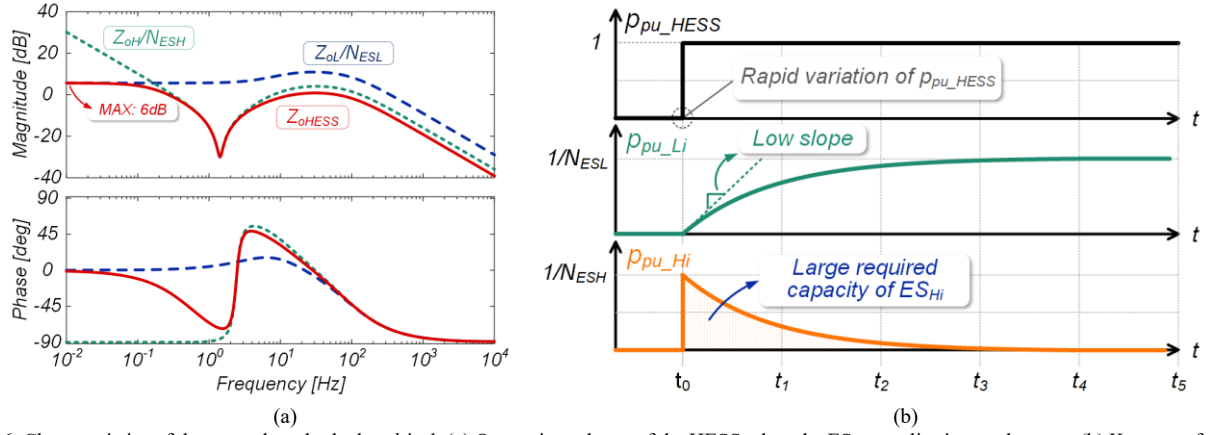 40
20
0
-20
-40
Magnitude [dB]
Z_oH/N_ESH
Z_oL/N_ESL
MAX: 6dB
Z_oHESS
90
45
0
-45
-90
Phase [deg]
10^-2 10^-1 10^0 10^1 10^2 10^3 10^4
Frequency [Hz]
(a)
p_pu_HESS
1
Rapid variation of p_pu_HESS
t
p_pu_Li
1/N_ESL
Low slope
t
p_pu_Hi
1/N_ESH
Large required
capacity of ES_Hi
t
t_0 t_1 t_2 t_3 t_4 t_5
(b)